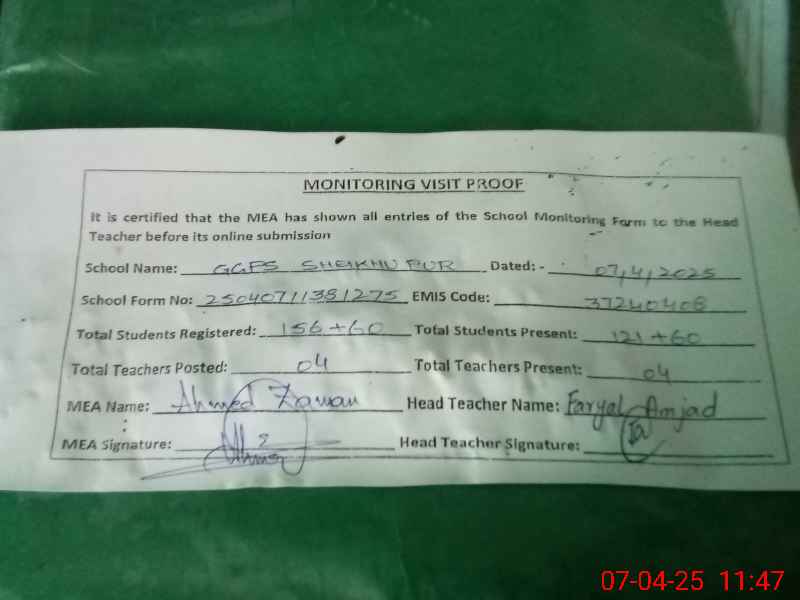 MONITORING VISIT PROOF
It is certified that the MEA has shown all entries of the School Monitoring Form to the Head
Teacher before its online submission
School Name: GGPS SHEIKHUPUR Dated: - 07/4/2025
School Form No: 25040711381275 EMIS Code: 37240408
Total Students Registered: 156+60 Total Students Present: 121+60
Total Teachers Posted: 04 Total Teachers Present: 04
MEA Name: Ahmed Zaman Head Teacher Name: Faryal Amjad
MEA Signature: Head Teacher Signature:
07-04-25 11:47